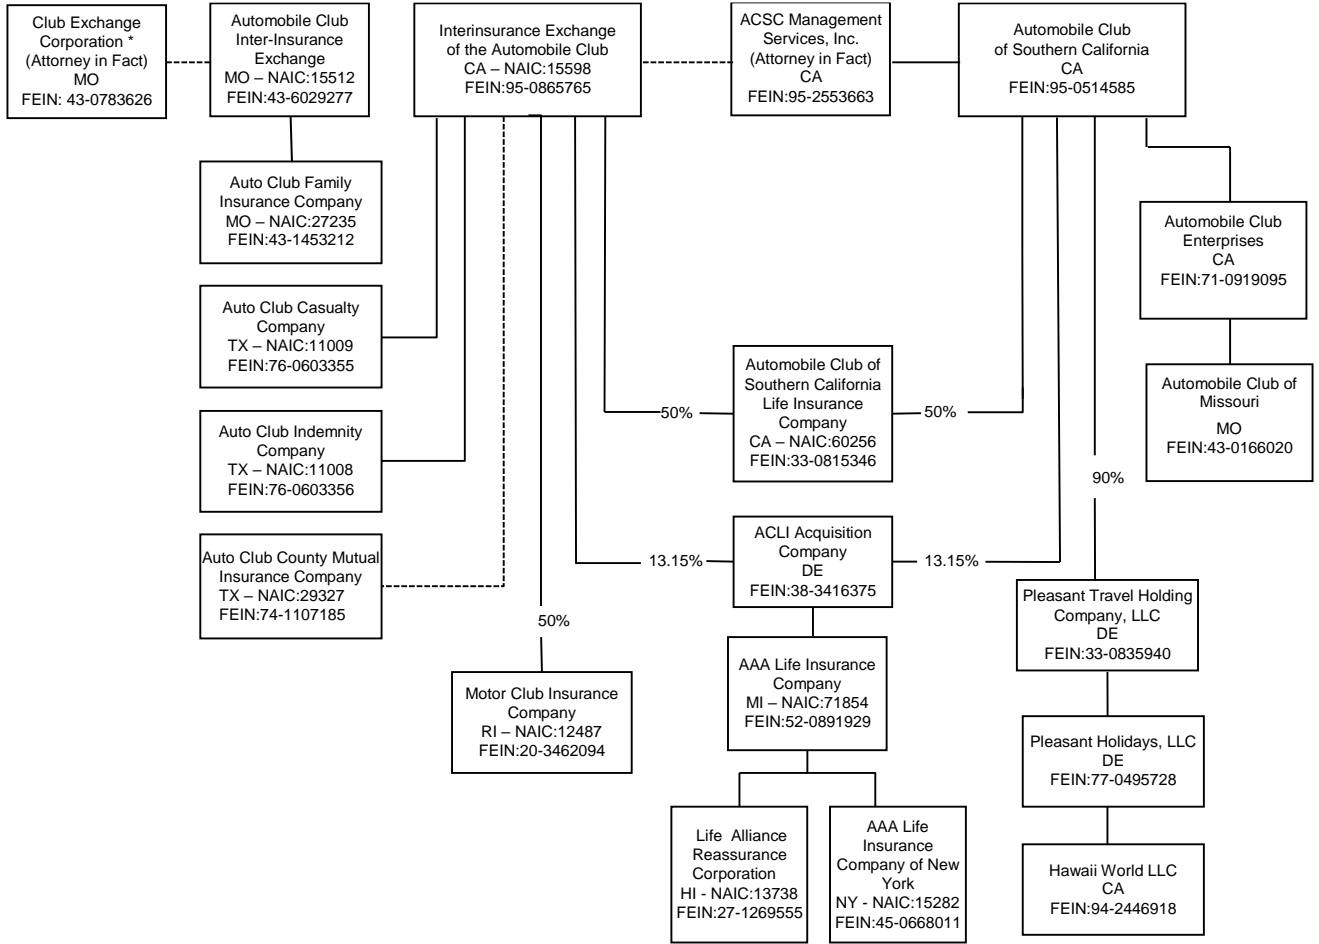 Club Exchange
Corporation *
(Attorney in Fact)
MO
FEIN: 43-0783626
Automobile Club
Inter-Insurance
Exchange
MO – NAIC:15512
FEIN:43-6029277
Interinsurance Exchange
of the Automobile Club
CA – NAIC:15598
FEIN:95-0865765
ACSC Management
Services, Inc.
(Attorney in Fact)
CA
FEIN:95-2553663
Automobile Club
of Southern California
CA
FEIN:95-0514585
Auto Club Family
Insurance Company
MO – NAIC:27235
FEIN:43-1453212
Automobile Club
Enterprises
CA
FEIN:71-0919095
Auto Club Casualty
Company
TX – NAIC:11009
FEIN:76-0603355
Automobile Club of
Southern California
Life Insurance
Company
CA – NAIC:60256
FEIN:33-0815346
50%
50%
Automobile Club of
Missouri
MO
FEIN:43-0166020
Auto Club Indemnity
Company
TX – NAIC:11008
FEIN:76-0603356
90%
Auto Club County Mutual
Insurance Company
TX – NAIC:29327
FEIN:74-1107185
13.15%
ACLI Acquisition
Company
DE
FEIN:38-3416375
13.15%
Pleasant Travel Holding
Company, LLC
DE
FEIN:33-0835940
50%
Motor Club Insurance
Company
RI – NAIC:12487
FEIN:20-3462094
AAA Life Insurance
Company
MI – NAIC:71854
FEIN:52-0891929
Pleasant Holidays, LLC
DE
FEIN:77-0495728
Life Alliance
Reassurance
Corporation
HI - NAIC:13738
FEIN:27-1269555
AAA Life
Insurance
Company of New
York
NY - NAIC:15282
FEIN:45-0668011
Hawaii World LLC
CA
FEIN:94-2446918